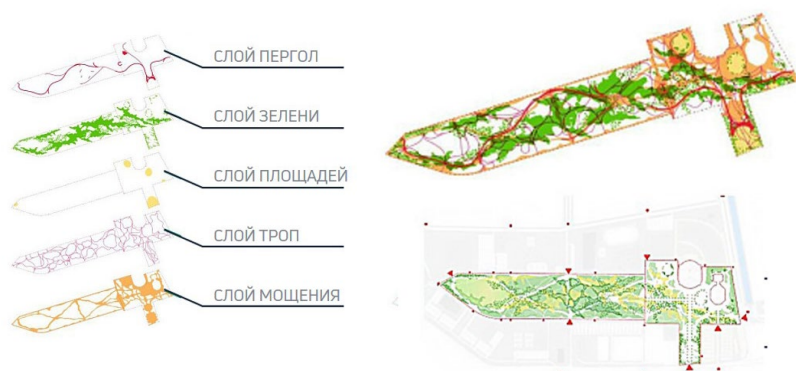 СЛОЙ ПЕРГОЛ
СЛОЙ ЗЕЛЕНИ
СЛОЙ ПЛОЩАДЕЙ
СЛОЙ ТРОП
СЛОЙ МОЩЕНИЯ